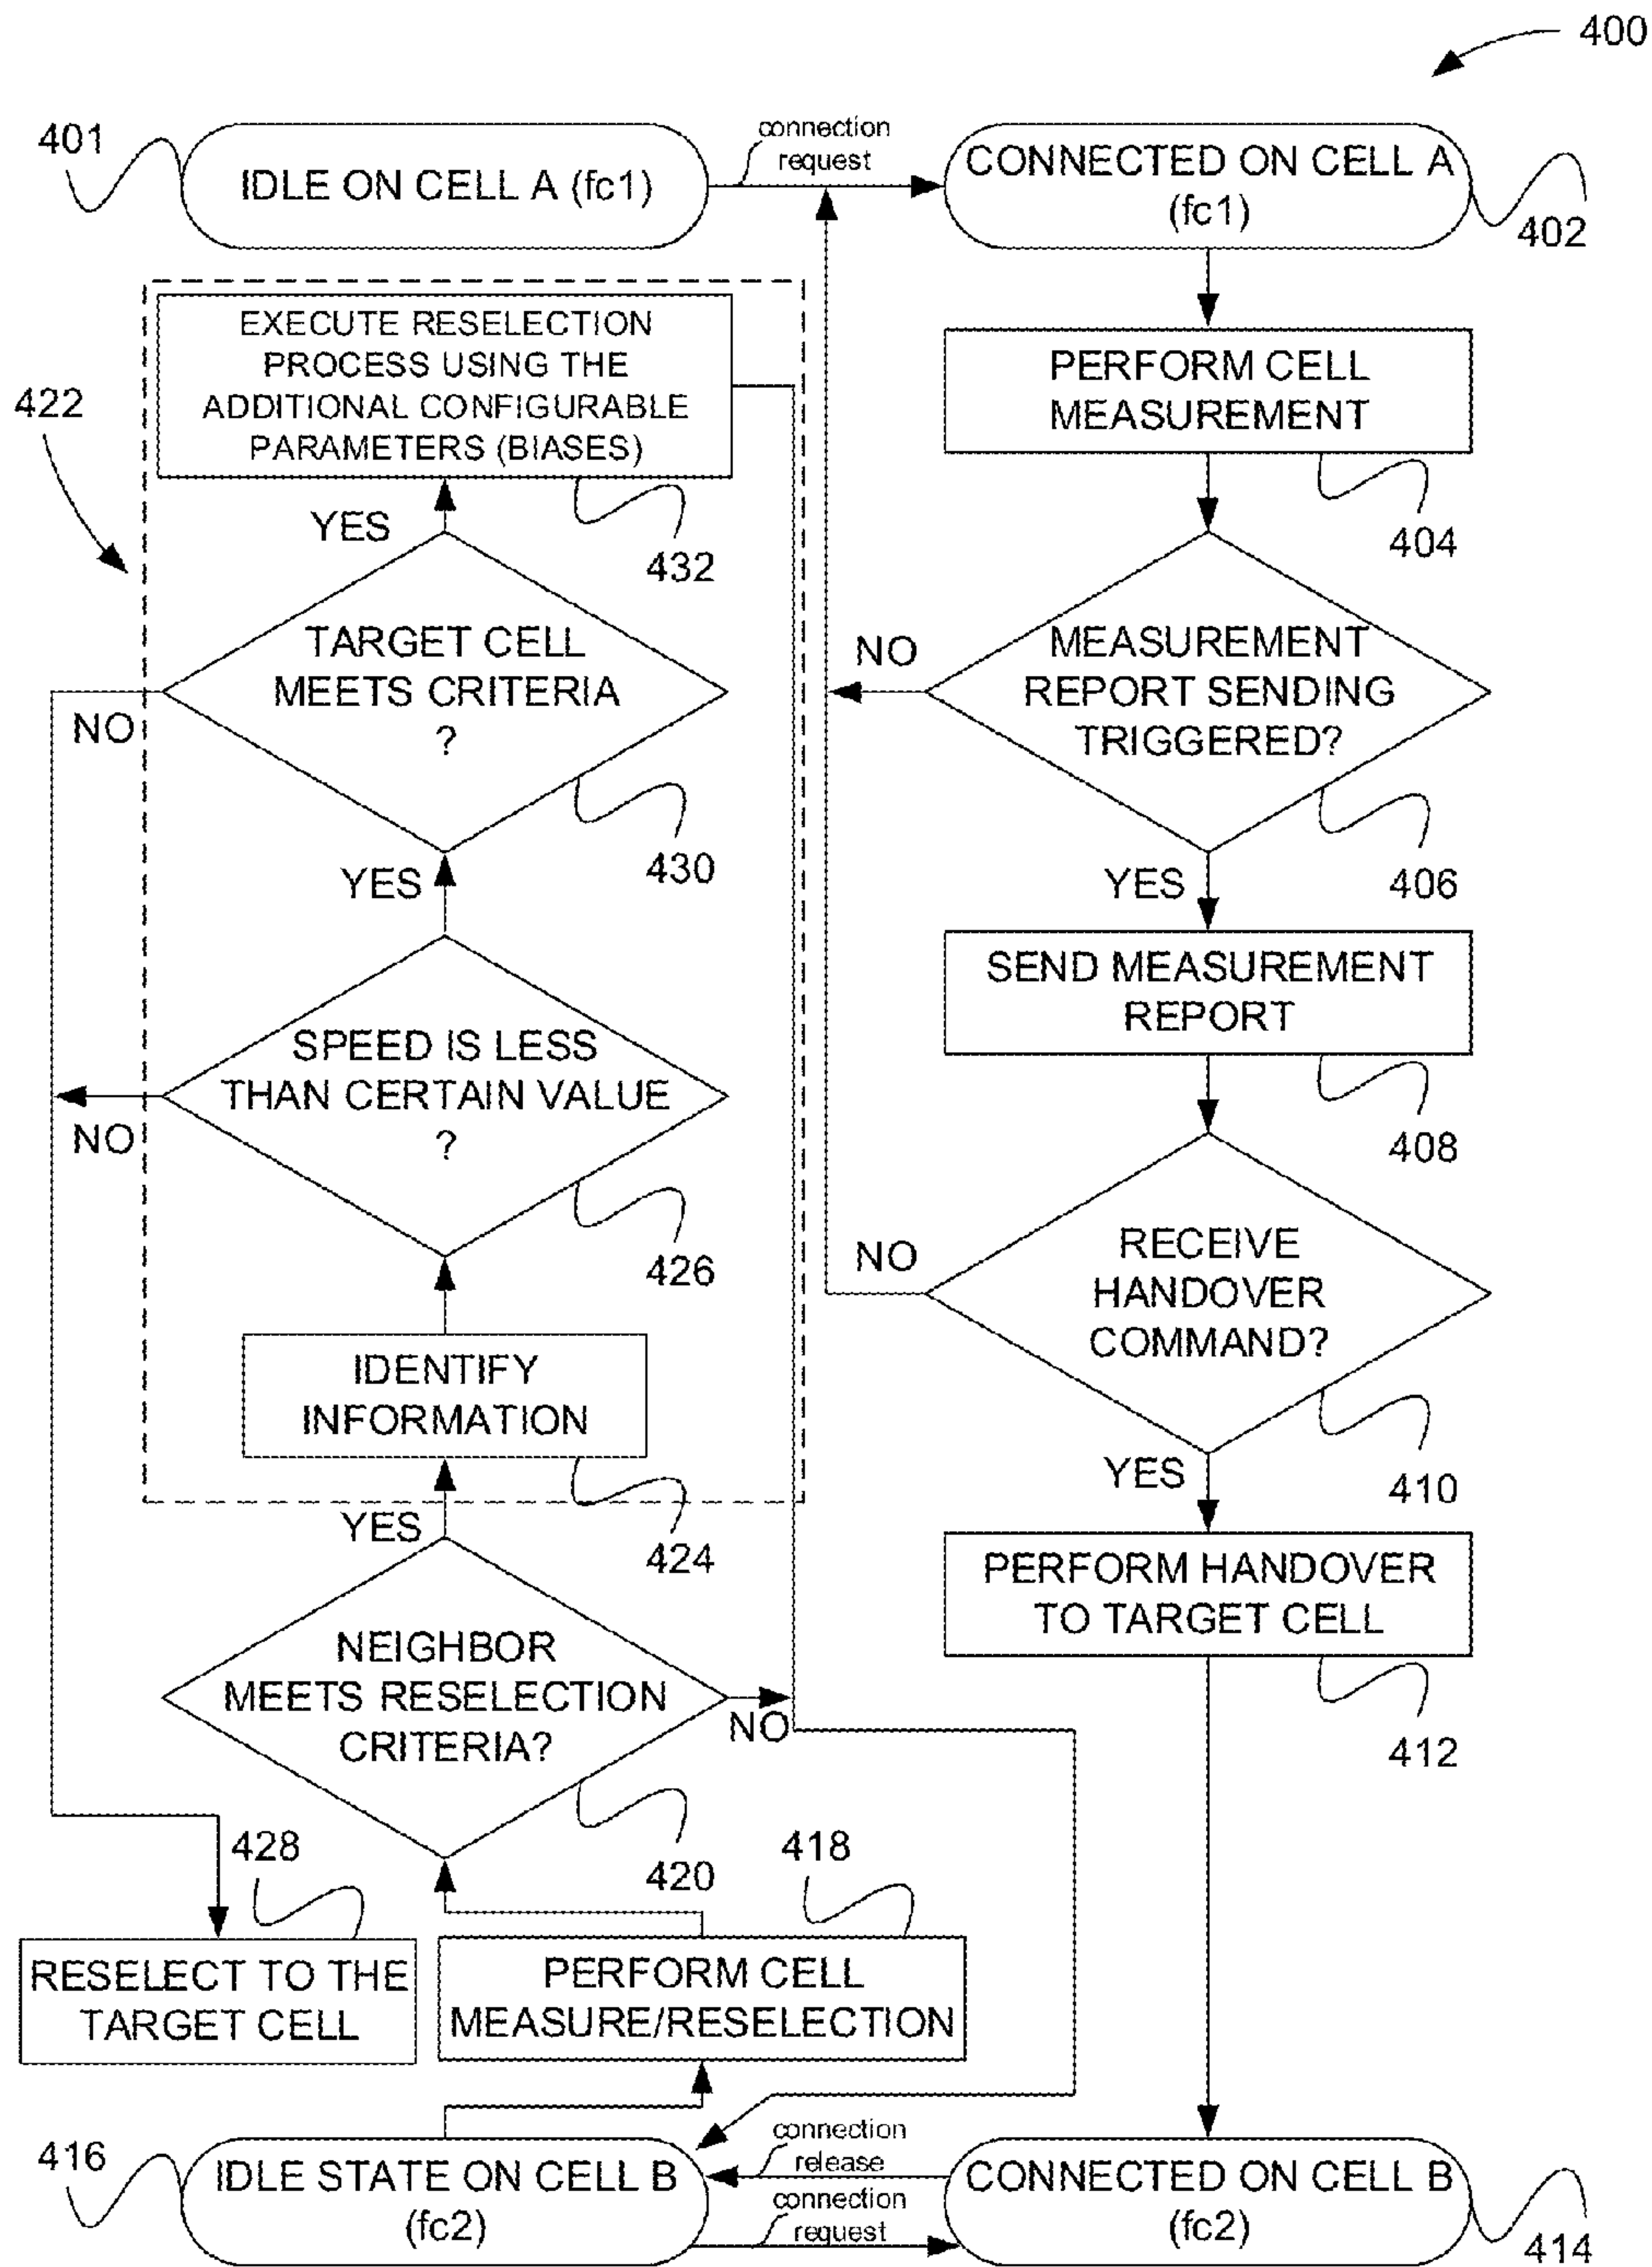 400
401
IDLE ON CELL A (fc1)
connection
request
CONNECTED ON CELL A
(fc1)
402
422
EXECUTE RESELECTION
PROCESS USING THE
ADDITIONAL CONFIGURABLE
PARAMETERS (BIASES)
432
YES
PERFORM CELL
MEASUREMENT
404
TARGET CELL
MEETS CRITERIA
?
NO
430
YES
MEASUREMENT
REPORT SENDING
TRIGGERED?
NO
406
YES
SPEED IS LESS
THAN CERTAIN VALUE
?
NO
426
SEND MEASUREMENT
REPORT
408
IDENTIFY
INFORMATION
424
YES
RECEIVE
HANDOVER
COMMAND?
NO
410
YES
NEIGHBOR
MEETS RESELECTION
CRITERIA?
NO
420
PERFORM HANDOVER
TO TARGET CELL
412
428
RESELECT TO THE
TARGET CELL
418
PERFORM CELL
MEASURE/RESELECTION
416
IDLE STATE ON CELL B
(fc2)
connection
release
connection
request
CONNECTED ON CELL B
(fc2)
414